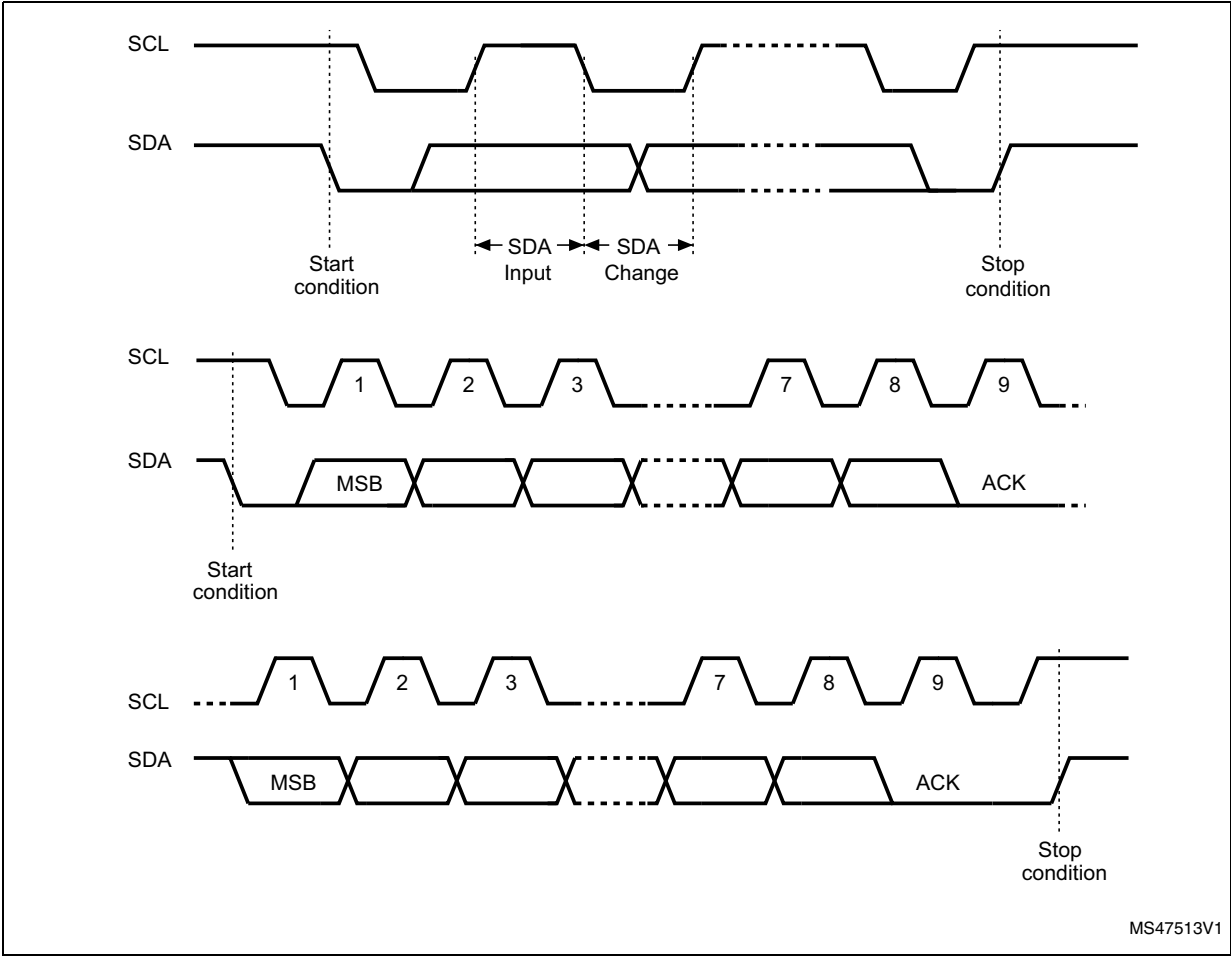 SCL
SDA
SDA
Input
SDA
Change
Start
condition
Stop
condition
SCL
1 2 3 7 8 9
SDA
MSB
ACK
Start
condition
SCL
1 2 3 7 8 9
SDA
MSB
ACK
Stop
condition
MS47513V1